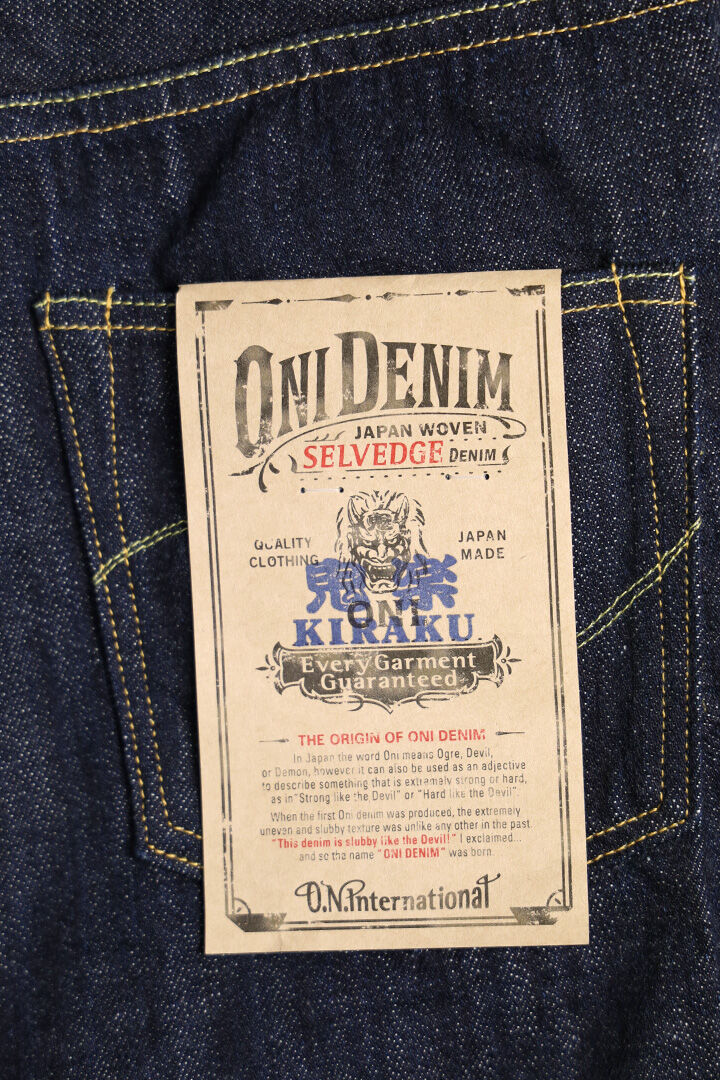 ONI DENIM
JAPAN WOVEN
SELVEDGE DENIM
QUALITY
CLOTHING
JAPAN
MADE
鬼 楽
ONI
KIRAKU
Every Garment
Guaranteed
THE ORIGIN OF ONI DENIM
In Japan the word Oni means Ogre, Devil,
or Demon, however it can also be used as an adjective
to describe something that is extremely strong or hard,
as in "Strong like the Devil" or "Hard like the Devil".
When the first Oni denim was produced, the extremely
uneven and slubby texture was unlike any other in the past.
"This denim is slubby like the Devil!" I exclaimed...
and so the name "ONI DENIM" was born.
O.N.International